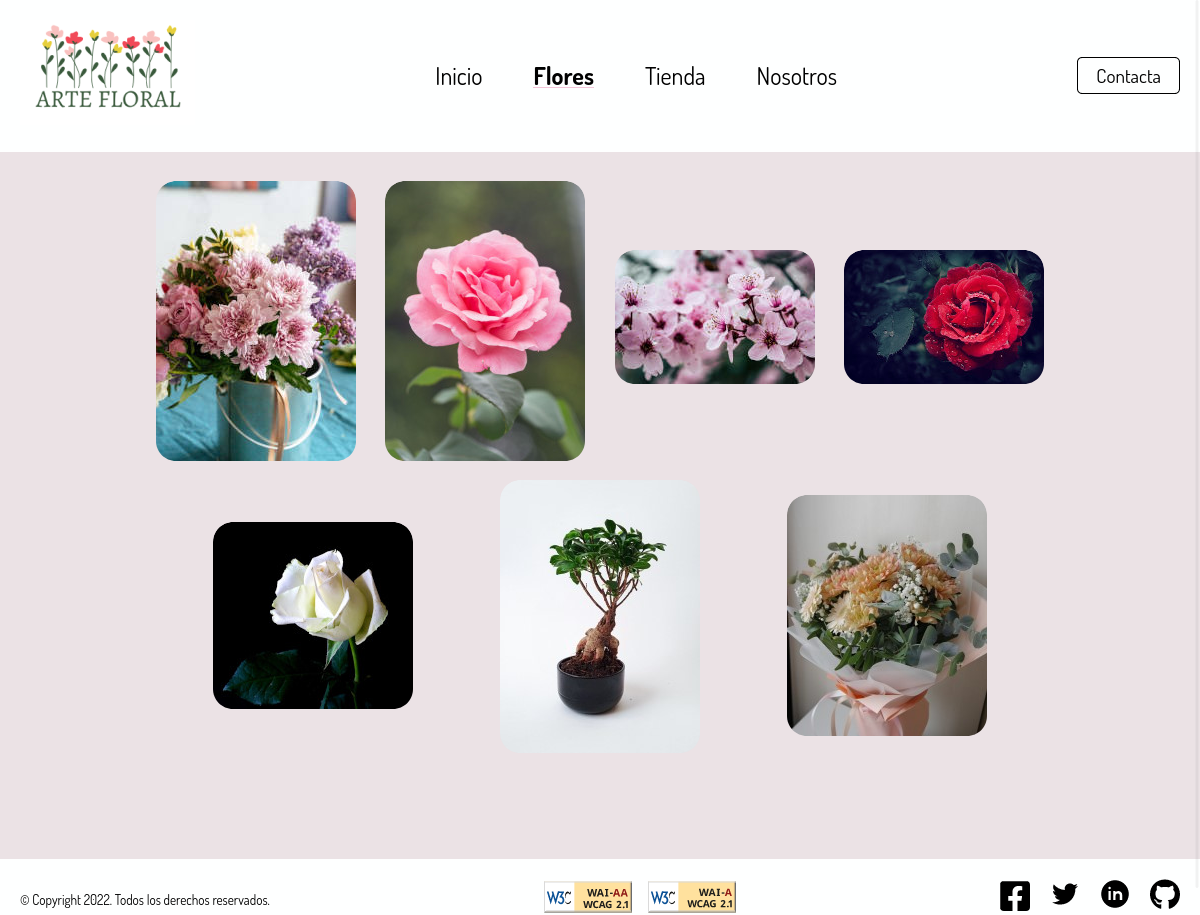 ARTE FLORAL
Inicio Flores Tienda Nosotros
Contacta
© Copyright 2022. Todos los derechos reservados.
W3C WAI-AA
WCAG 2.1
W3C WAI-A
WCAG 2.1
in